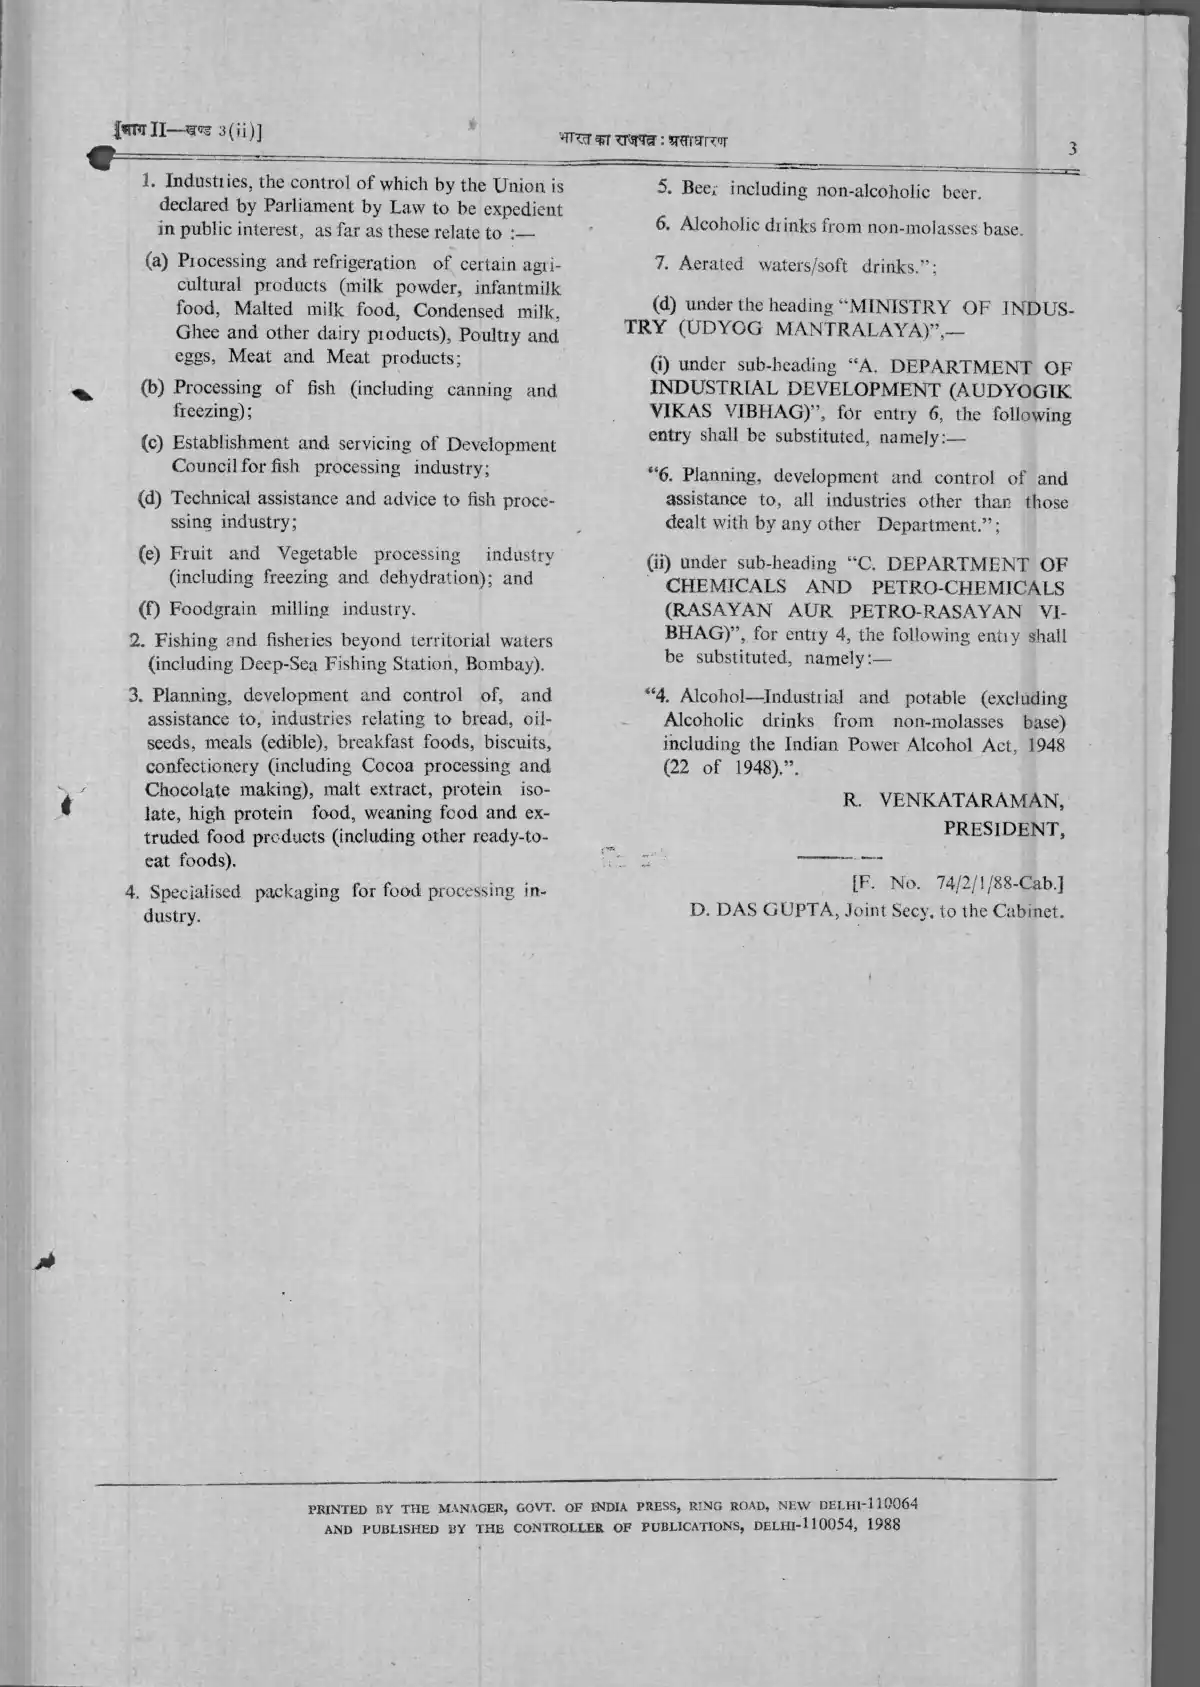 [भाग II—खण्ड 3(ii)]
भारत का राजपत्र : असाधारण
3
1. Industries, the control of which by the Union is
declared by Parliament by Law to be expedient
in public interest, as far as these relate to :—
(a) Processing and refrigeration of certain agri-
cultural products (milk powder, infantmilk
food, Malted milk food, Condensed milk,
Ghee and other dairy products), Poultry and
eggs, Meat and Meat products;
(b) Processing of fish (including canning and
freezing);
(c) Establishment and servicing of Development
Council for fish processing industry;
(d) Technical assistance and advice to fish proce-
ssing industry;
(e) Fruit and Vegetable processing industry
(including freezing and dehydration); and
(f) Foodgrain milling industry.
2. Fishing and fisheries beyond territorial waters
(including Deep-Sea Fishing Station, Bombay).
3. Planning, development and control of, and
assistance to, industries relating to bread, oil-
seeds, meals (edible), breakfast foods, biscuits,
confectionery (including Cocoa processing and
Chocolate making), malt extract, protein iso-
late, high protein food, weaning food and ex-
truded food products (including other ready-to-
eat foods).
4. Specialised packaging for food processing in-
dustry.
5. Beer including non-alcoholic beer.
6. Alcoholic drinks from non-molasses base.
7. Aerated waters/soft drinks.”;
(d) under the heading “MINISTRY OF INDUS-
TRY (UDYOG MANTRALAYA)”,—
(i) under sub-heading “A. DEPARTMENT OF
INDUSTRIAL DEVELOPMENT (AUDYOGIK
VIKAS VIBHAG)”, for entry 6, the following
entry shall be substituted, namely:—
“6. Planning, development and control of and
assistance to, all industries other than those
dealt with by any other Department.”;
(ii) under sub-heading “C. DEPARTMENT OF
CHEMICALS AND PETRO-CHEMICALS
(RASAYAN AUR PETRO-RASAYAN VI-
BHAG)”, for entry 4, the following entry shall
be substituted, namely:—
“4. Alcohol—Industrial and potable (excluding
Alcoholic drinks from non-molasses base)
including the Indian Power Alcohol Act, 1948
(22 of 1948).”.
R. VENKATARAMAN,
PRESIDENT,
[F. No. 74/2/1/88-Cab.]
D. DAS GUPTA, Joint Secy. to the Cabinet.
PRINTED BY THE MANAGER, GOVT. OF INDIA PRESS, RING ROAD, NEW DELHI-110064
AND PUBLISHED BY THE CONTROLLER OF PUBLICATIONS, DELHI-110054, 1988